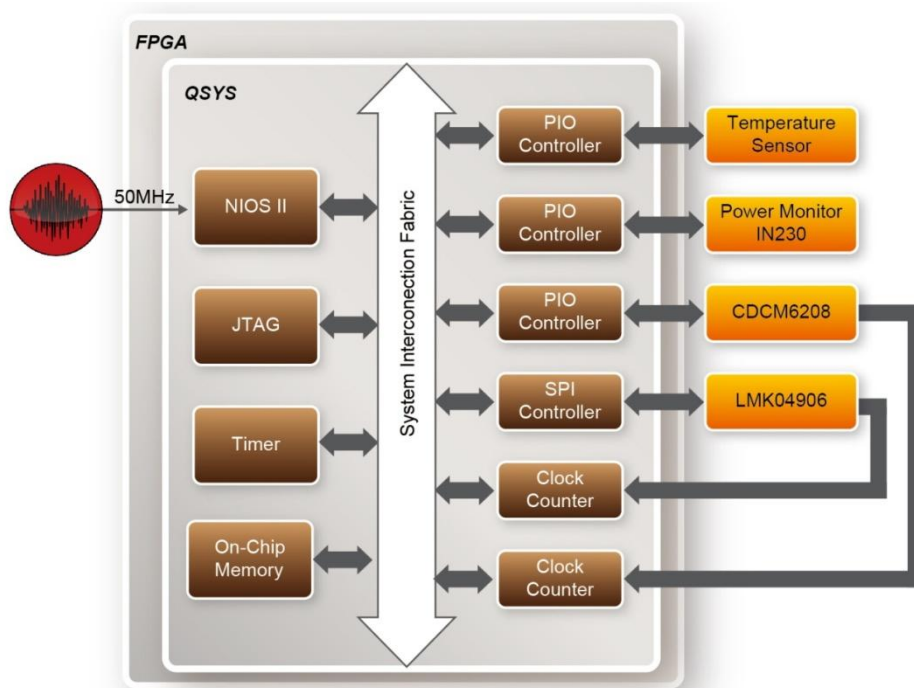 FPGA
QSYS
50MHz
NIOS II
JTAG
Timer
On-Chip
Memory
System Interconection Fabric
PIO
Controller
Temperature
Sensor
PIO
Controller
Power Monitor
IN230
PIO
Controller
CDCM6208
SPI
Controller
LMK04906
Clock
Counter
Clock
Counter